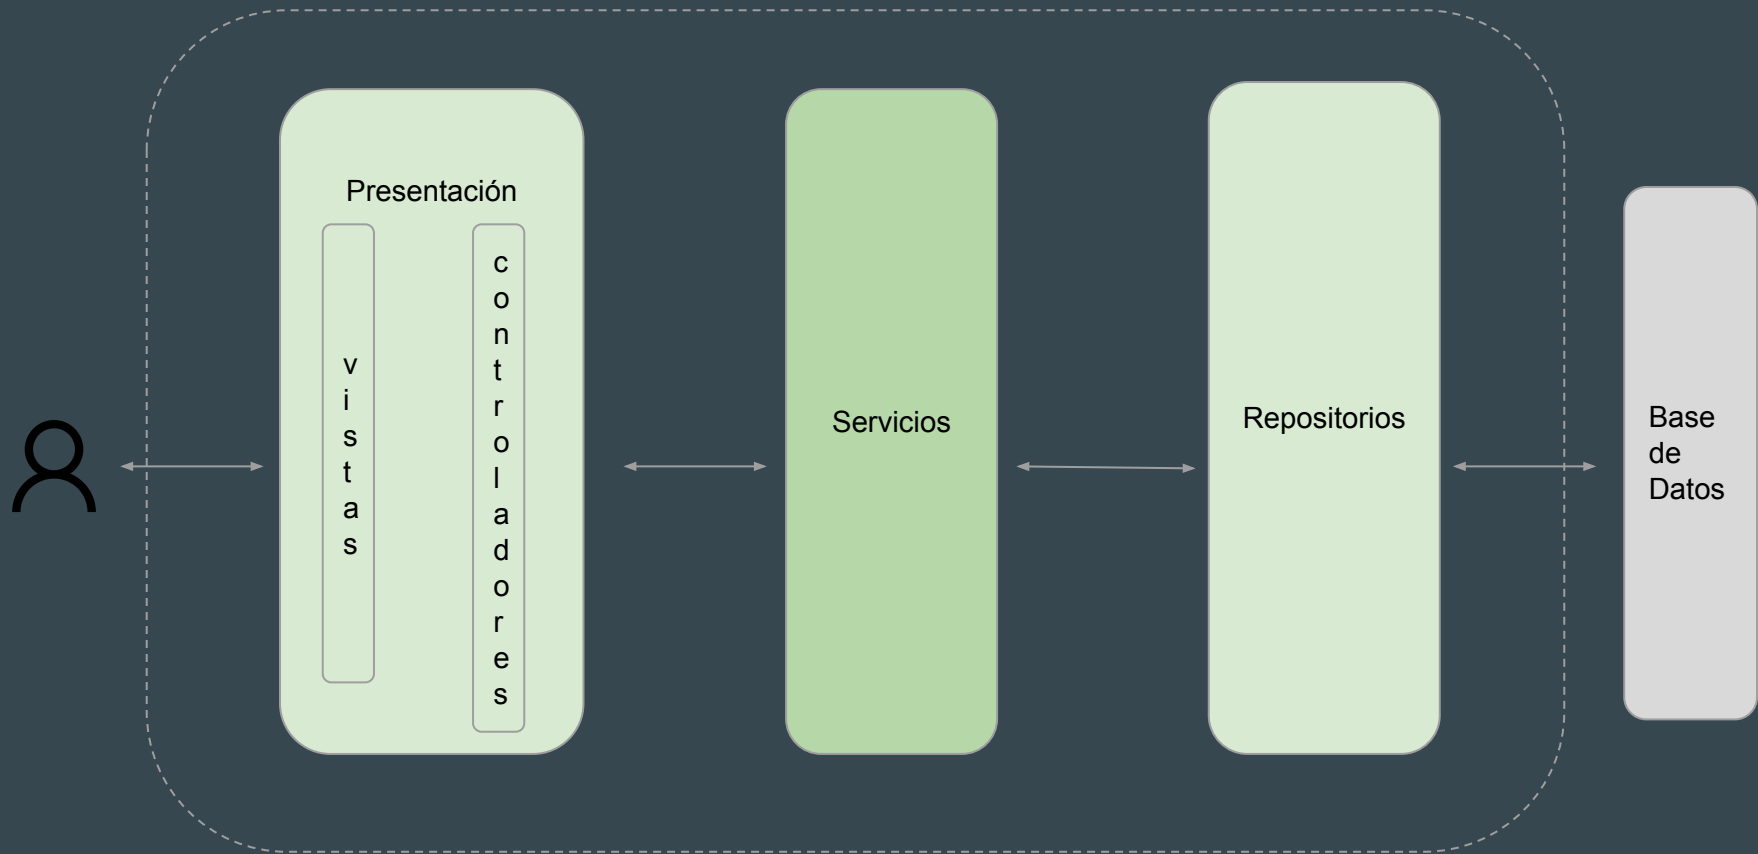 Presentación
vistas
controladores
Servicios
Repositorios
Base
de
Datos